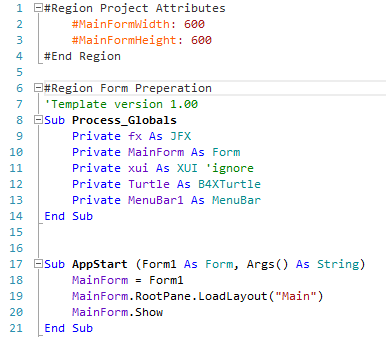 1 #Region Project Attributes
2 #MainFormWidth: 600
3 #MainFormHeight: 600
4 #End Region
5
6 #Region Form Preperation
7 'Template version 1.00
8 Sub Process_Globals
9 Private fx As JFX
10 Private MainForm As Form
11 Private xui As XUI 'ignore
12 Private Turtle As B4XTurtle
13 Private MenuBar1 As MenuBar
14 End Sub
15
16
17 Sub AppStart (Form1 As Form, Args() As String)
18 MainForm = Form1
19 MainForm.RootPane.LoadLayout("Main")
20 MainForm.Show
21 End Sub